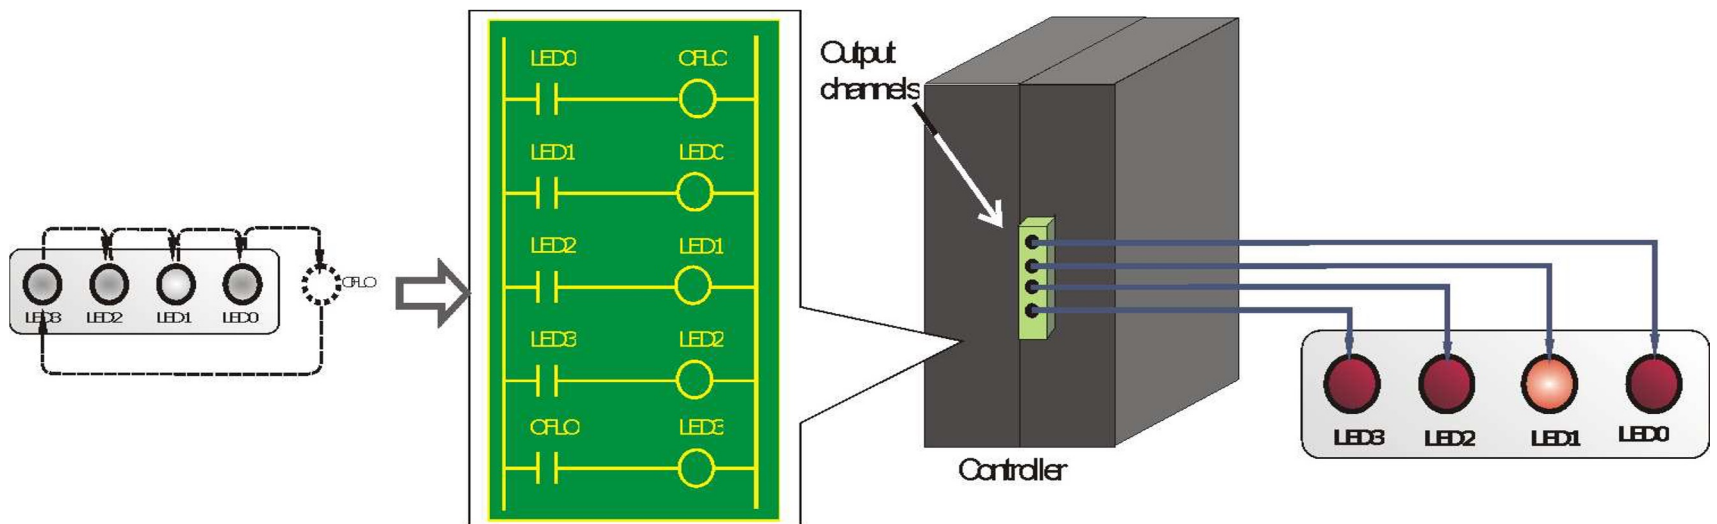 LED3 LED2 LED1 LED0
OFLO
LED0 OFLO
LED1 LED0
LED2 LED1
LED3 LED2
OFLO LED3
Output
channels
Controller
LED3 LED2 LED1 LED0